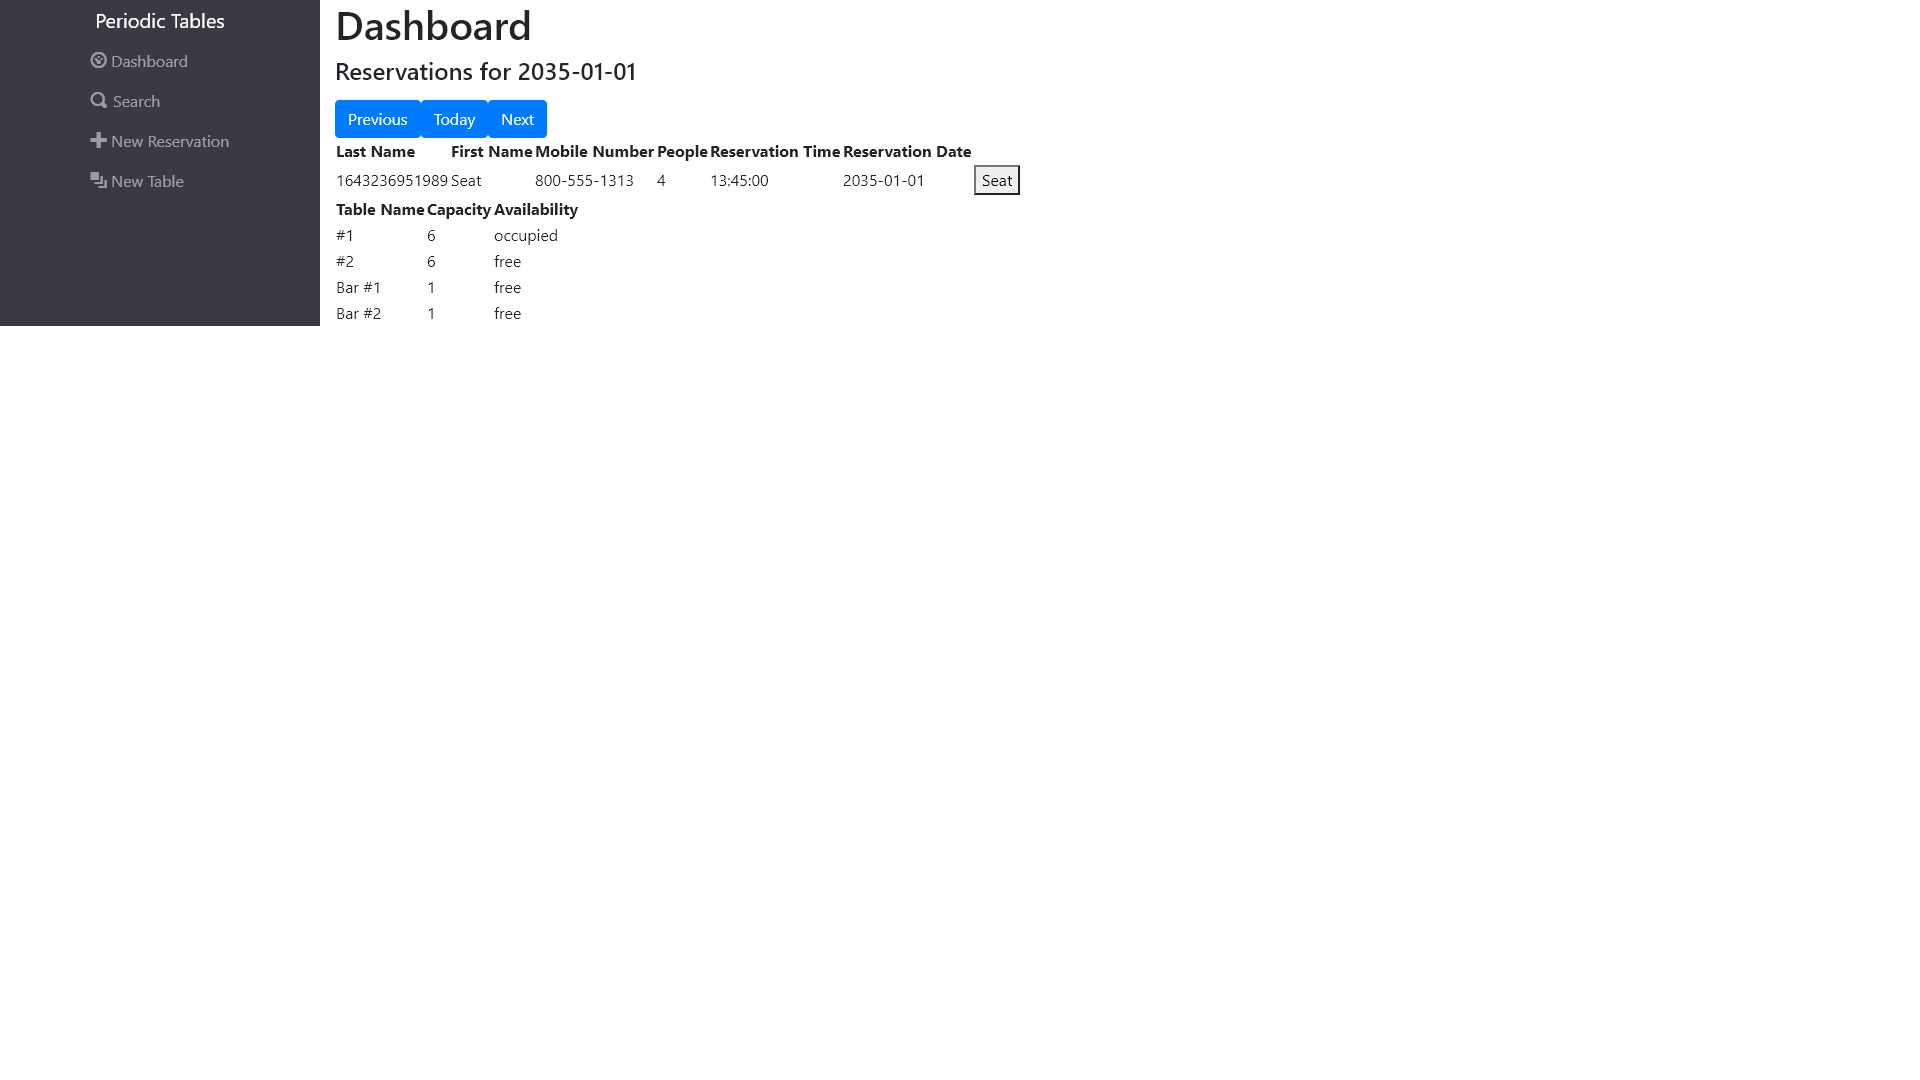 Periodic Tables
Dashboard
Search
New Reservation
New Table
Dashboard
Reservations for 2035-01-01
Previous Today Next
Last Name First Name Mobile Number People Reservation Time Reservation Date
1643236951989 Seat 800-555-1313 4 13:45:00 2035-01-01 Seat
Table Name Capacity Availability
#1 6 occupied
#2 6 free
Bar #1 1 free
Bar #2 1 free